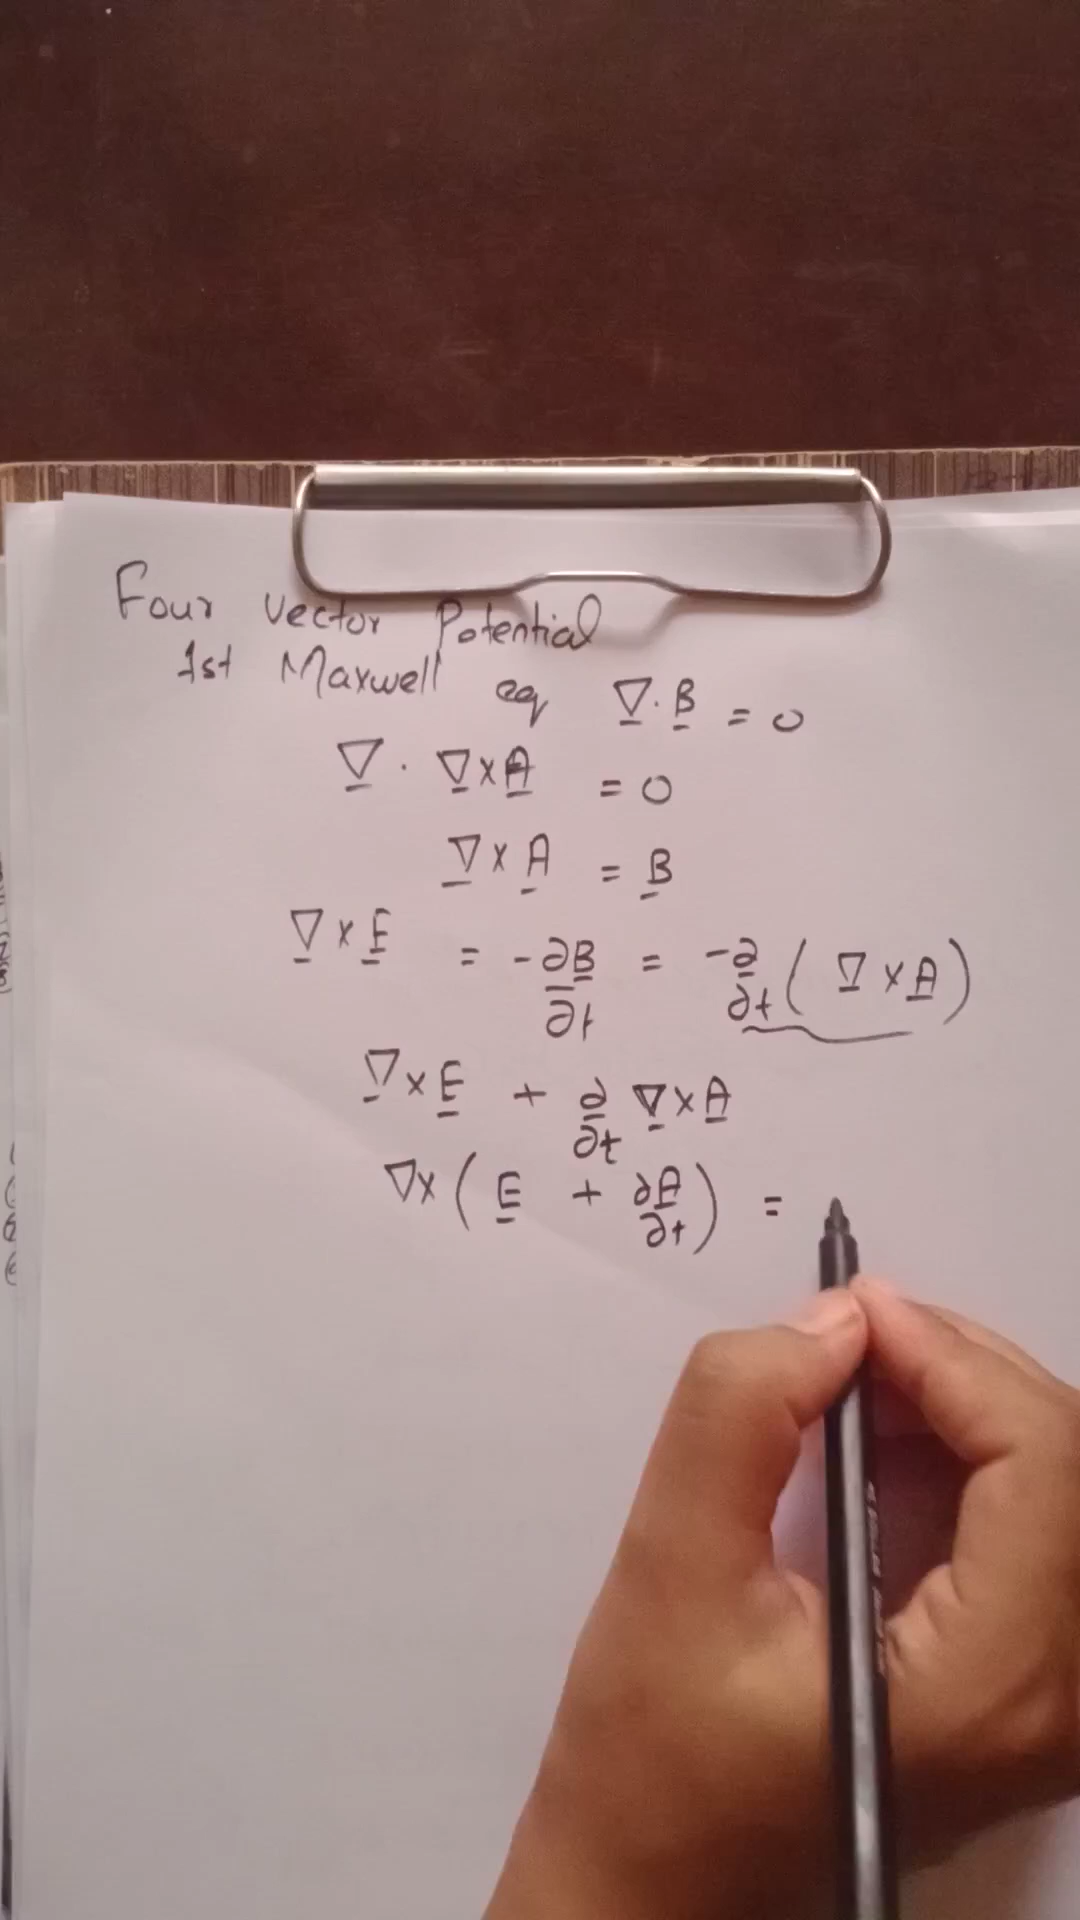 Four Vector Potential
1st Maxwell eq ∇·B = 0
∇ · ∇×A = 0
∇ × A = B
∇ × E = -∂B/∂t = -∂/∂t ( ∇ × A )
∇×E + ∂/∂t ∇×A
∇× ( E + ∂A/∂t ) =